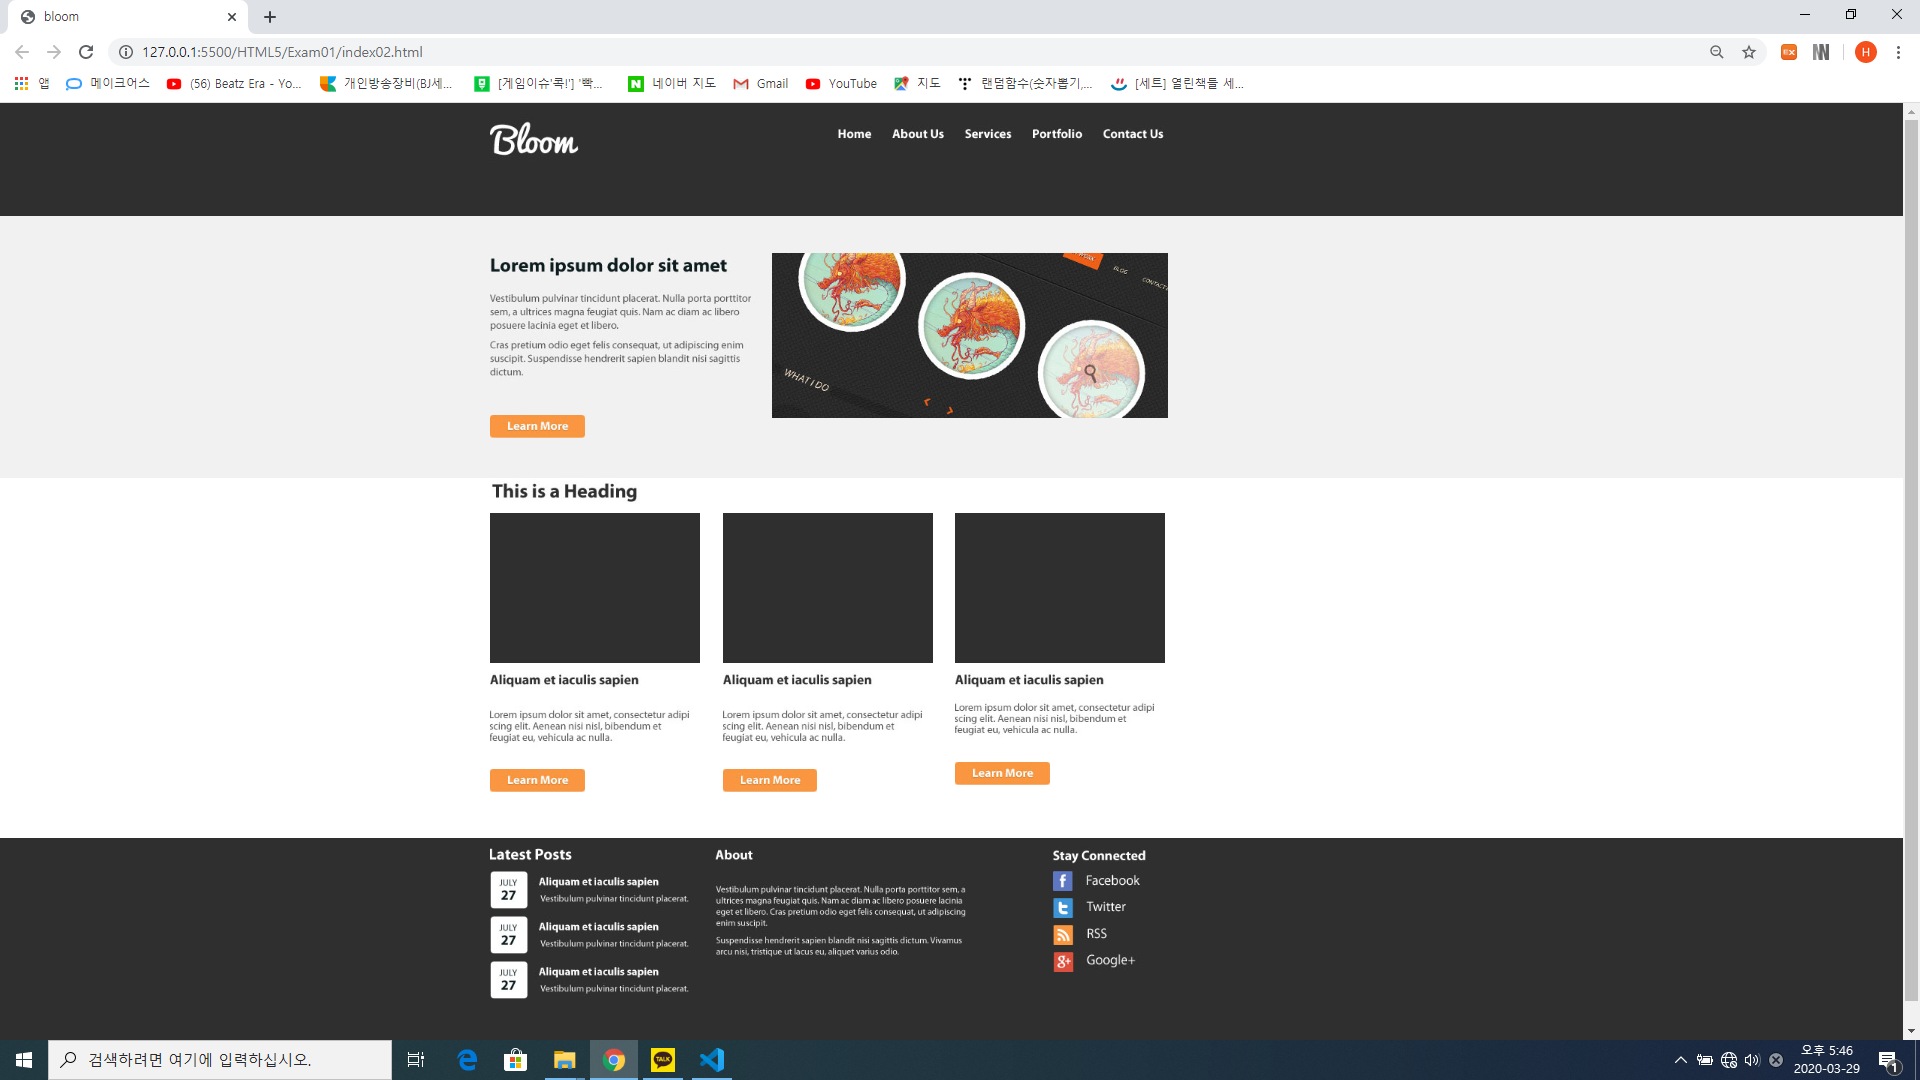 bloom
127.0.0.1:5500/HTML5/Exam01/index02.html
H
앱
메이크어스
(56) Beatz Era - Yo...
개인방송장비(BJ세...
[게임이슈'콕!'] '빡...
네이버 지도
Gmail
YouTube
지도
랜덤함수(숫자뽑기,...
[세트] 열린책들 세...
Bloom
Home
About Us
Services
Portfolio
Contact Us
Lorem ipsum dolor sit amet
Vestibulum pulvinar tincidunt placerat. Nulla porta porttitor
sem, a ultrices magna feugiat quis. Nam ac diam ac libero
posuere lacinia eget et libero.
Cras pretium odio eget felis consequat, ut adipiscing enim
suscipit. Suspendisse hendrerit sapien blandit nisi sagittis
dictum.
Learn More
BLOG
WHAT I DO
This is a Heading
Aliquam et iaculis sapien
Lorem ipsum dolor sit amet, consectetur adipi
scing elit. Aenean nisi nisl, bibendum et
feugiat eu, vehicula ac nulla.
Learn More
Aliquam et iaculis sapien
Lorem ipsum dolor sit amet, consectetur adipi
scing elit. Aenean nisi nisl, bibendum et
feugiat eu, vehicula ac nulla.
Learn More
Aliquam et iaculis sapien
Lorem ipsum dolor sit amet, consectetur adipi
scing elit. Aenean nisi nisl, bibendum et
feugiat eu, vehicula ac nulla.
Learn More
Latest Posts
JULY
27
Aliquam et iaculis sapien
Vestibulum pulvinar tincidunt placerat.
JULY
27
Aliquam et iaculis sapien
Vestibulum pulvinar tincidunt placerat.
JULY
27
Aliquam et iaculis sapien
Vestibulum pulvinar tincidunt placerat.
About
Vestibulum pulvinar tincidunt placerat. Nulla porta porttitor sem, a
ultrices magna feugiat quis. Nam ac diam ac libero posuere lacinia
eget et libero. Cras pretium odio eget felis consequat, ut adipiscing
enim suscipit.
Suspendisse hendrerit sapien blandit nisi sagittis dictum. Vivamus
arcu nisi, tristique ut lacus eu, aliquet varius odio.
Stay Connected
Facebook
Twitter
RSS
Google+
검색하려면 여기에 입력하십시오.
TALK
오후 5:46
2020-03-29
1